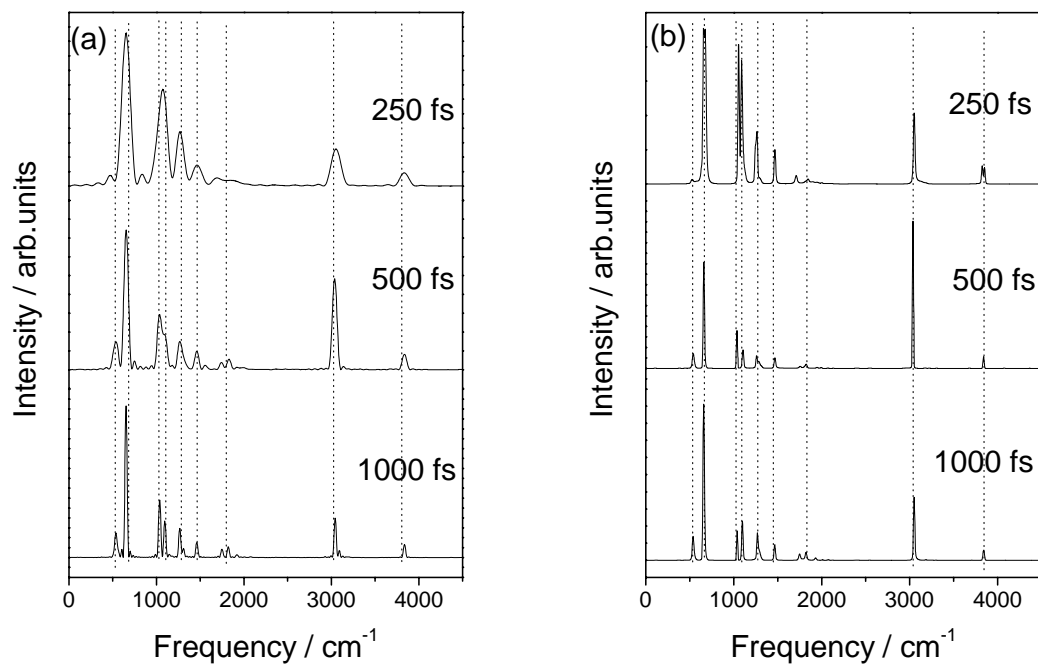 (a)
250 fs
500 fs
1000 fs
Intensity / arb.units
0 1000 2000 3000 4000
Frequency / cm⁻¹
(b)
250 fs
500 fs
1000 fs
Intensity / arb.units
0 1000 2000 3000 4000
Frequency / cm⁻¹